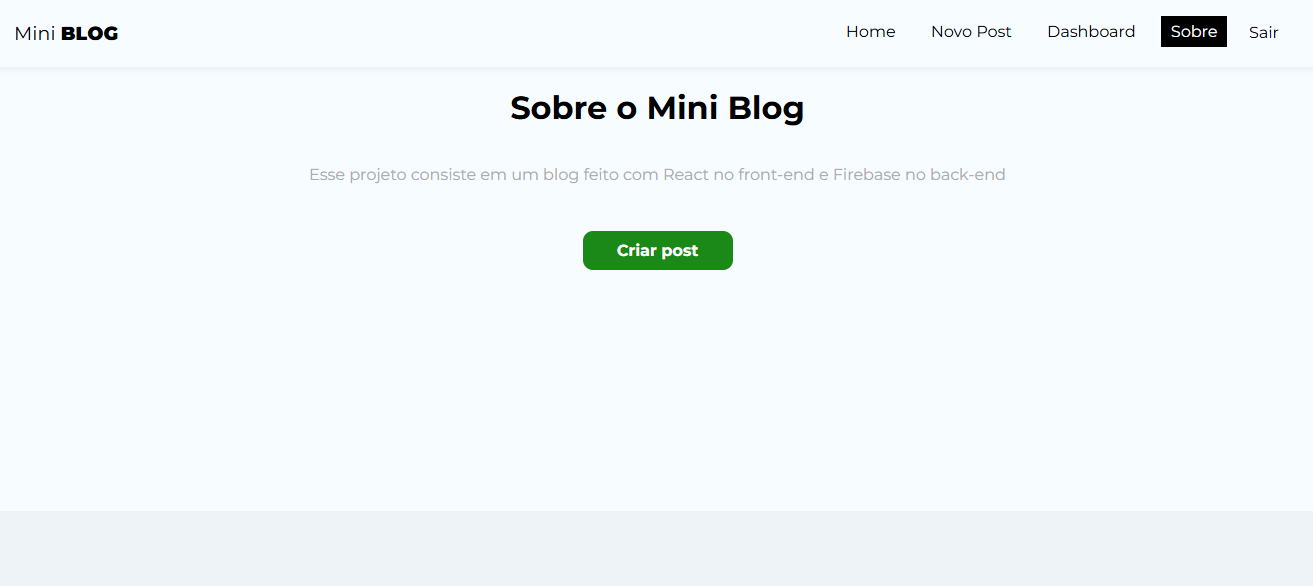 Mini BLOG
Home Novo Post Dashboard Sobre Sair
Sobre o Mini Blog
Esse projeto consiste em um blog feito com React no front-end e Firebase no back-end
Criar post